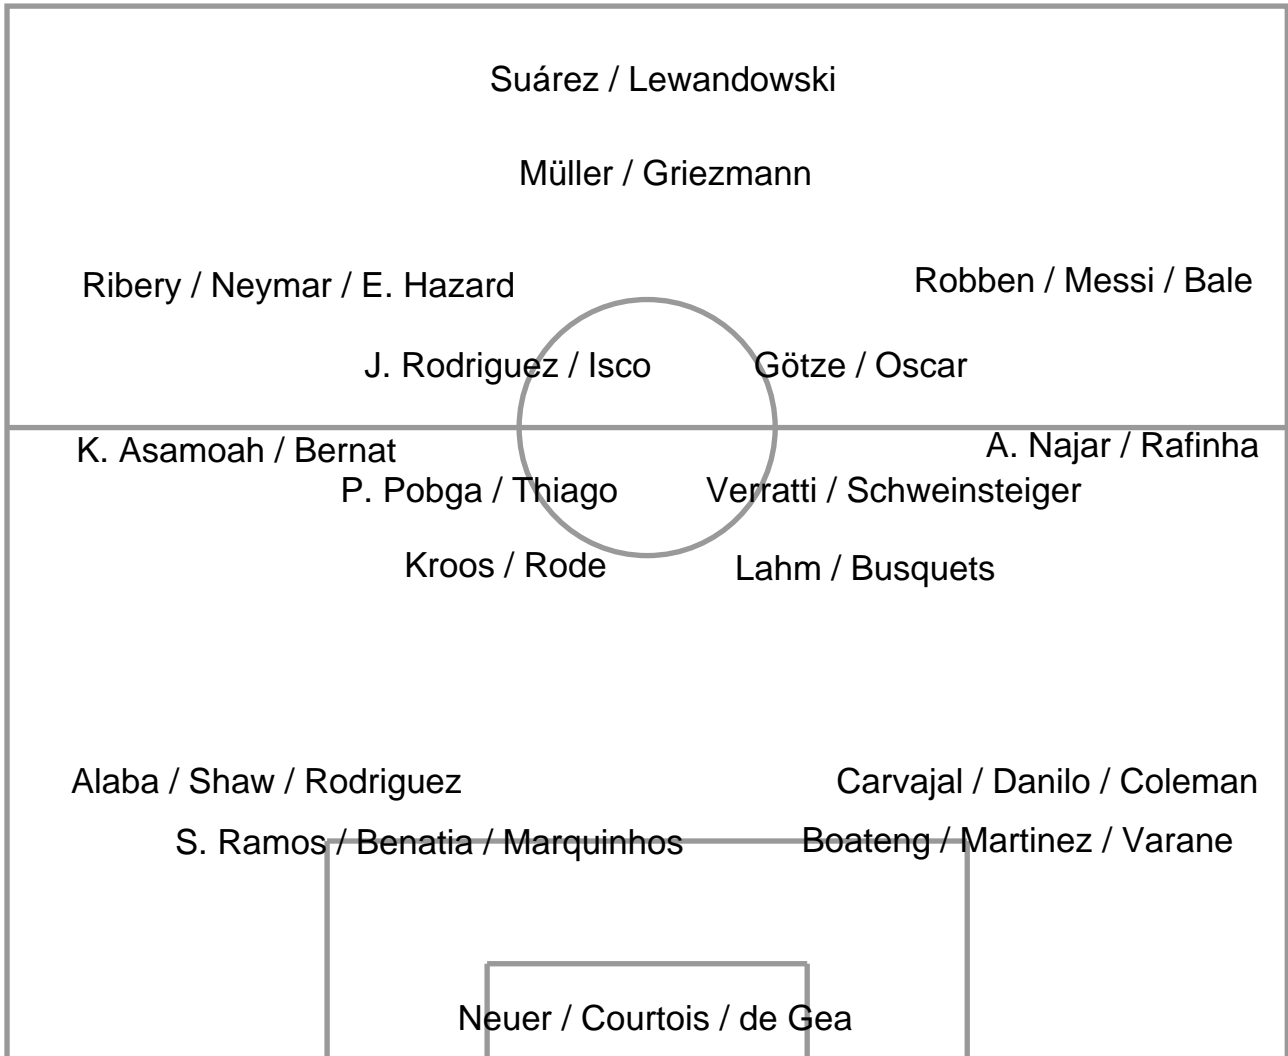 Suárez / Lewandowski
Müller / Griezmann
Ribery / Neymar / E. Hazard
Robben / Messi / Bale
J. Rodriguez / Isco
Götze / Oscar
K. Asamoah / Bernat
A. Najar / Rafinha
P. Pobga / Thiago
Verratti / Schweinsteiger
Kroos / Rode
Lahm / Busquets
Alaba / Shaw / Rodriguez
Carvajal / Danilo / Coleman
S. Ramos / Benatia / Marquinhos
Boateng / Martinez / Varane
Neuer / Courtois / de Gea